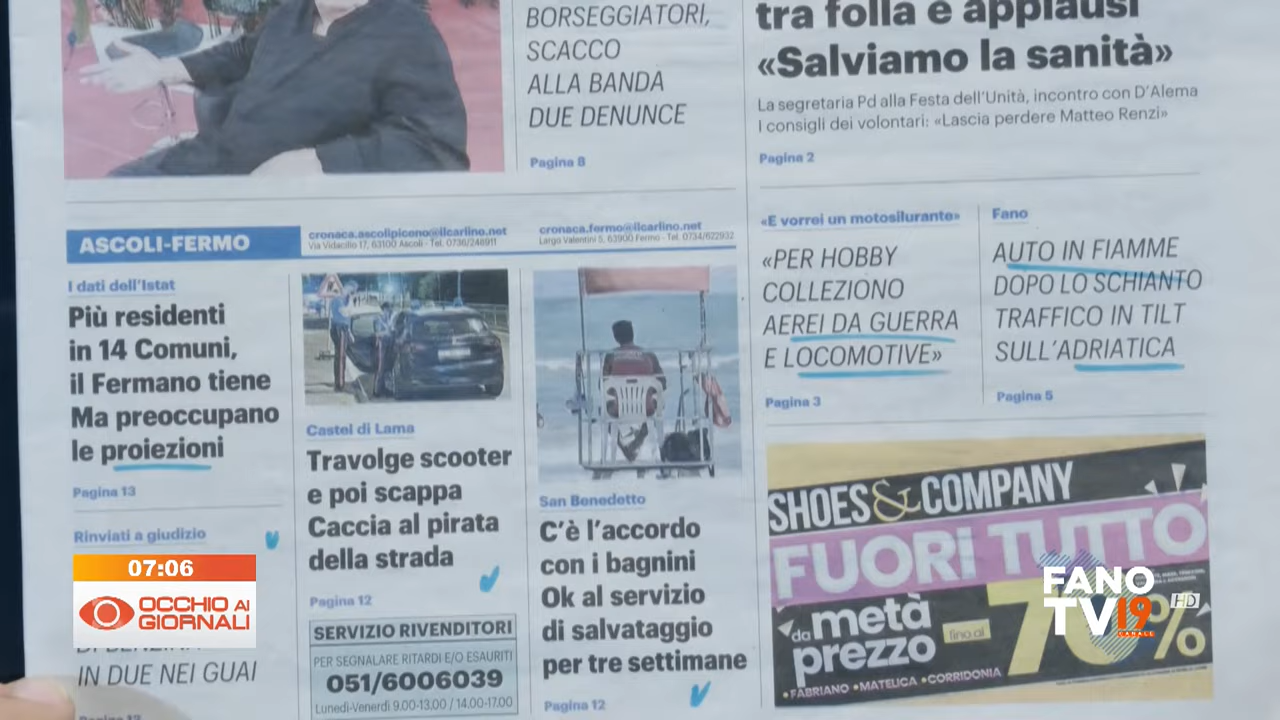 BORSEGGIATORI,
SCACCO
ALLA BANDA
DUE DENUNCE
Pagina 8
tra folla e applausi
«Salviamo la sanità»
La segretaria Pd alla Festa dell'Unità, incontro con D'Alema
I consigli dei volontari: «Lascia perdere Matteo Renzi»
Pagina 2
ASCOLI-FERMO
cronaca.ascolipiceno@ilcarlino.net
Via Vidacilio 17, 63100 Ascoli - Tel. 0736/248911
cronaca.fermo@ilcarlino.net
Largo Valentini 5, 63900 Fermo - Tel. 0734/622932
I dati dell'Istat
Più residenti
in 14 Comuni,
il Fermano tiene
Ma preoccupano
le proiezioni
Pagina 13
Rinviati a giudizio
IN DUE NEI GUAI
Castel di Lama
Travolge scooter
e poi scappa
Caccia al pirata
della strada
Pagina 12
SERVIZIO RIVENDITORI
PER SEGNALARE RITARDI E/O ESAURITI
051/6006039
Lunedì-Venerdì 9.00-13.00 / 14.00-17.00
San Benedetto
C'è l'accordo
con i bagnini
Ok al servizio
di salvataggio
per tre settimane
Pagina 12
«E vorrei un motosilurante»
«PER HOBBY
COLLEZIONO
AEREI DA GUERRA
E LOCOMOTIVE»
Pagina 3
Fano
AUTO IN FIAMME
DOPO LO SCHIANTO
TRAFFICO IN TILT
SULL'ADRIATICA
Pagina 5
SHOES&COMPANY
FUORI TUTTO
da metà
prezzo
fino al
70%
•FABRIANO •MATELICA •CORRIDONIA
07:06
OCCHIO AI
GIORNALI
FANO
TV19 HD
CANALE